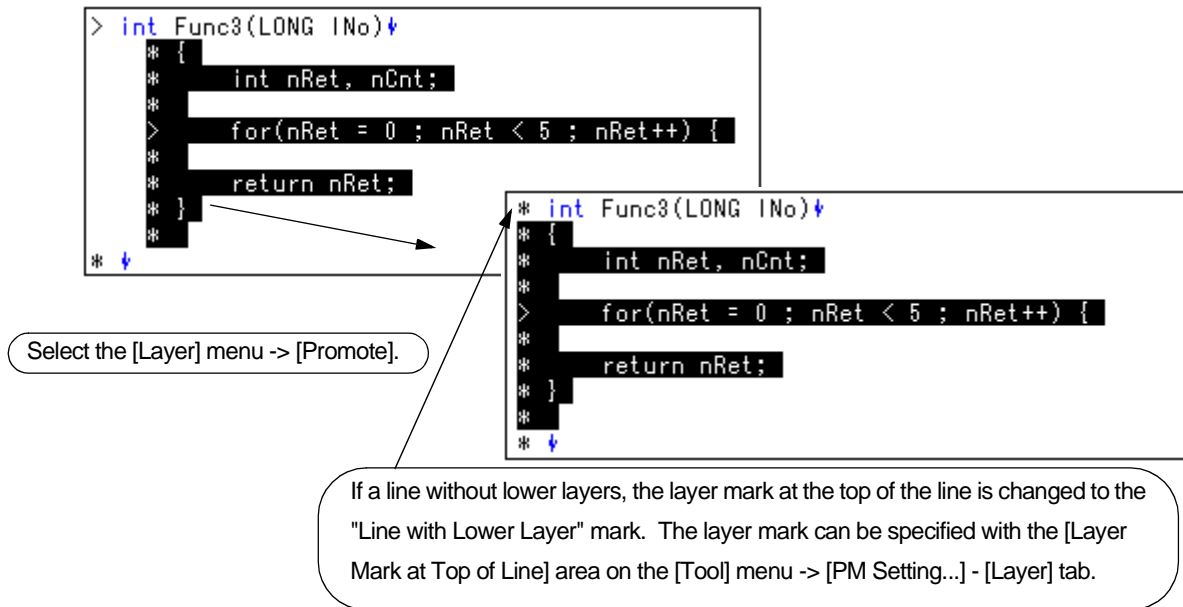 > int Func3(LONG lNo)↓
* {
*     int nRet, nCnt;
*
>     for(nRet = 0 ; nRet < 5 ; nRet++) {
*
*     return nRet;
* }
*
* ↓
* int Func3(LONG lNo)↓
* {
*     int nRet, nCnt;
*
>     for(nRet = 0 ; nRet < 5 ; nRet++) {
*
*     return nRet;
* }
*
* ↓
Select the [Layer] menu -> [Promote].
If a line without lower layers, the layer mark at the top of the line is changed to the
"Line with Lower Layer" mark.  The layer mark can be specified with the [Layer
Mark at Top of Line] area on the [Tool] menu -> [PM Setting...] - [Layer] tab.